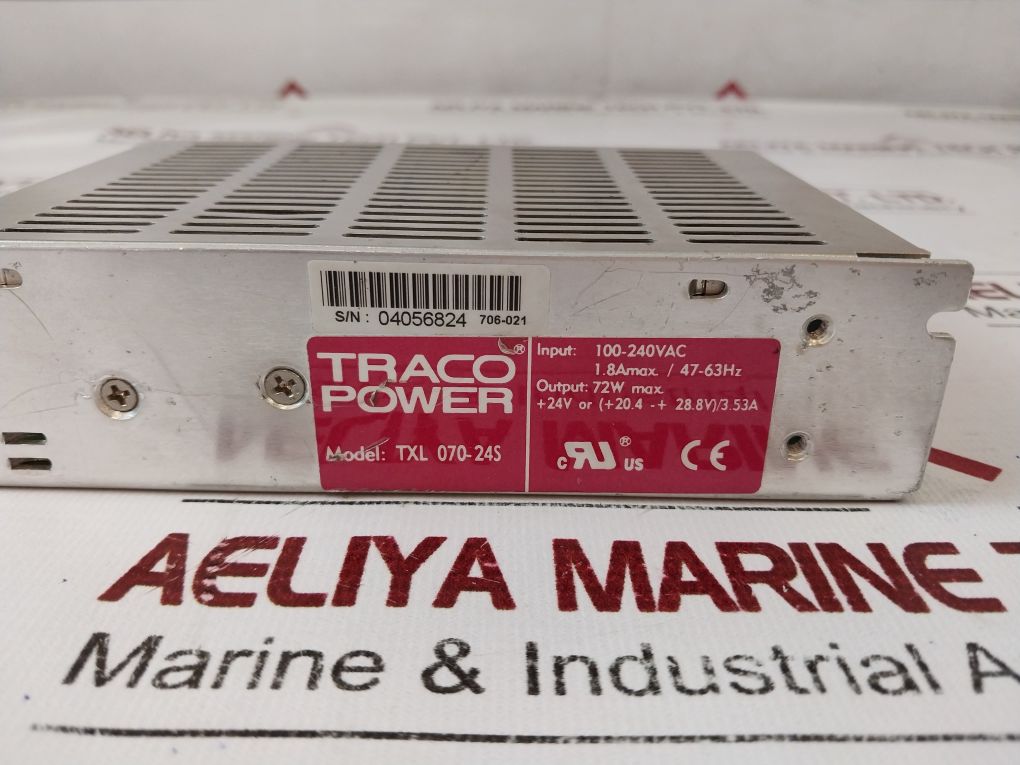 S/N : 04056824 706-021
TRACO®
POWER
Model: TXL 070-24S
Input: 100-240VAC
1.8Amax. / 47-63Hz
Output: 72W max.
+24V or (+20.4 -+ 28.8V)/3.53A
c RU® US CE
AELIYA MARINE T
Marine & Industrial A